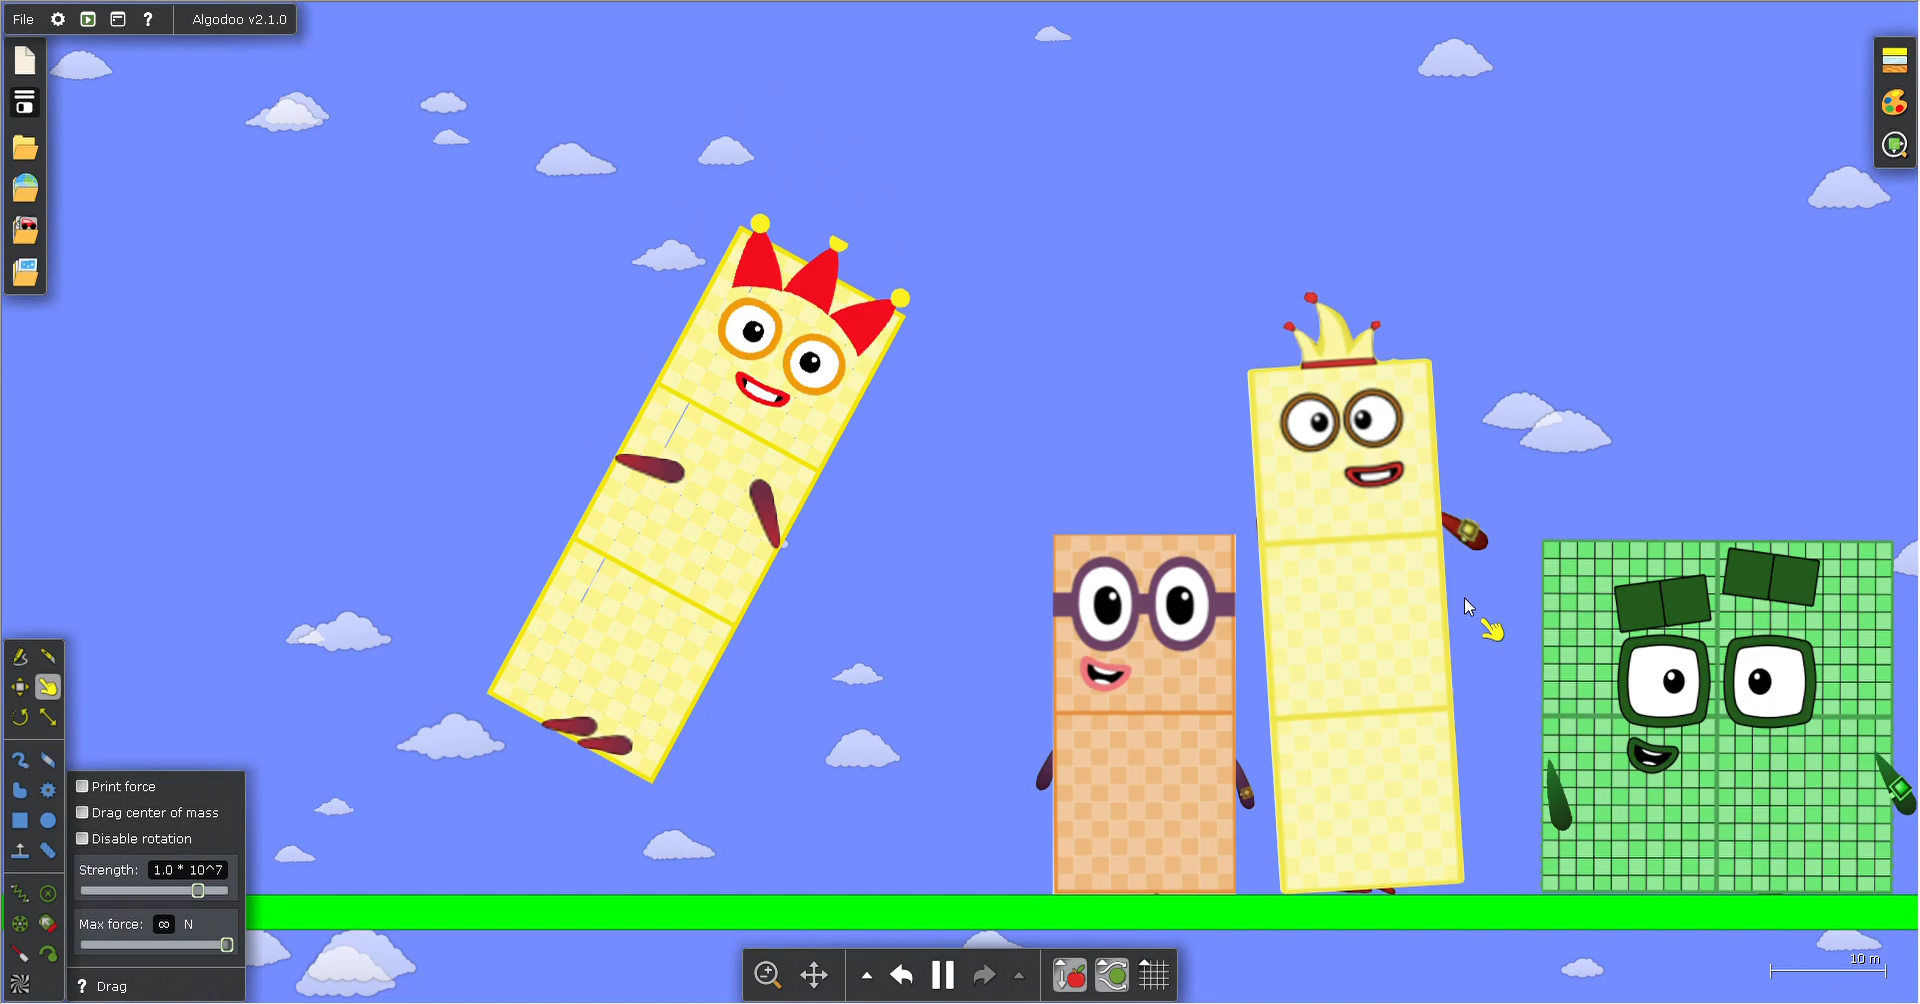 File ? Algodoo v2.1.0
Print force
Drag center of mass
Disable rotation
Strength: 1.0 * 10^7
Max force: ∞ N
? Drag
10 m